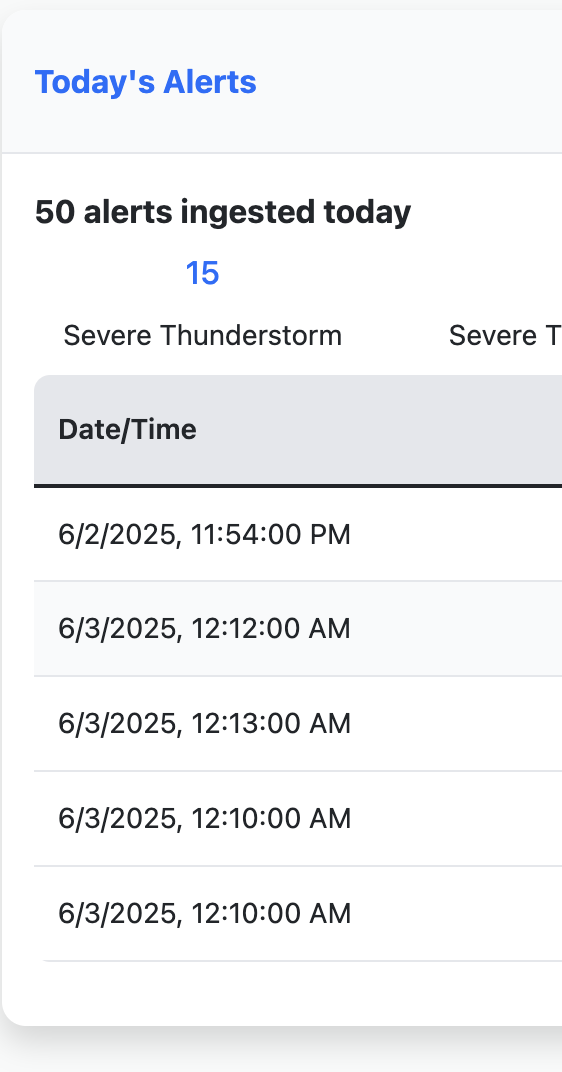 Today's Alerts
50 alerts ingested today
15
Severe Thunderstorm Severe T
Date/Time
6/2/2025, 11:54:00 PM
6/3/2025, 12:12:00 AM
6/3/2025, 12:13:00 AM
6/3/2025, 12:10:00 AM
6/3/2025, 12:10:00 AM